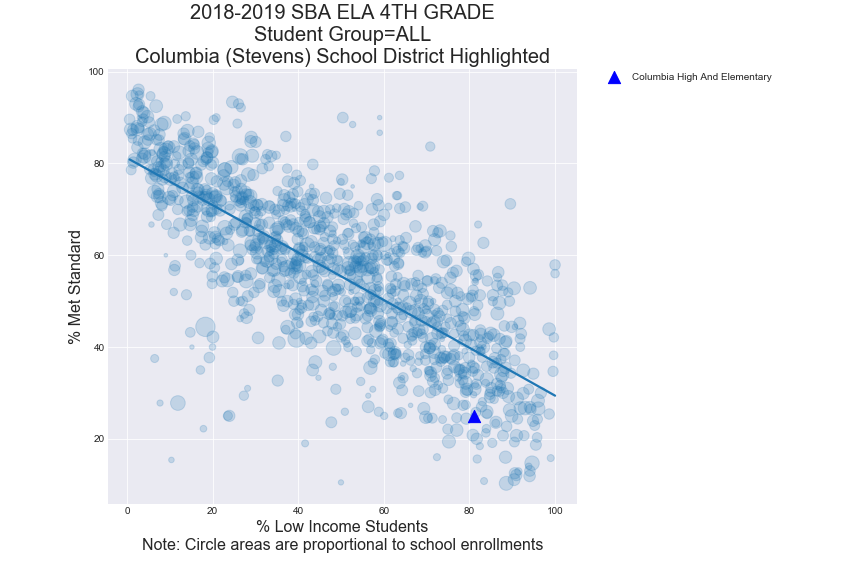 2018-2019 SBA ELA 4TH GRADE
Student Group=ALL
Columbia (Stevens) School District Highlighted
Columbia High And Elementary
% Met Standard
100
80
60
40
20
0 20 40 60 80 100
% Low Income Students
Note: Circle areas are proportional to school enrollments